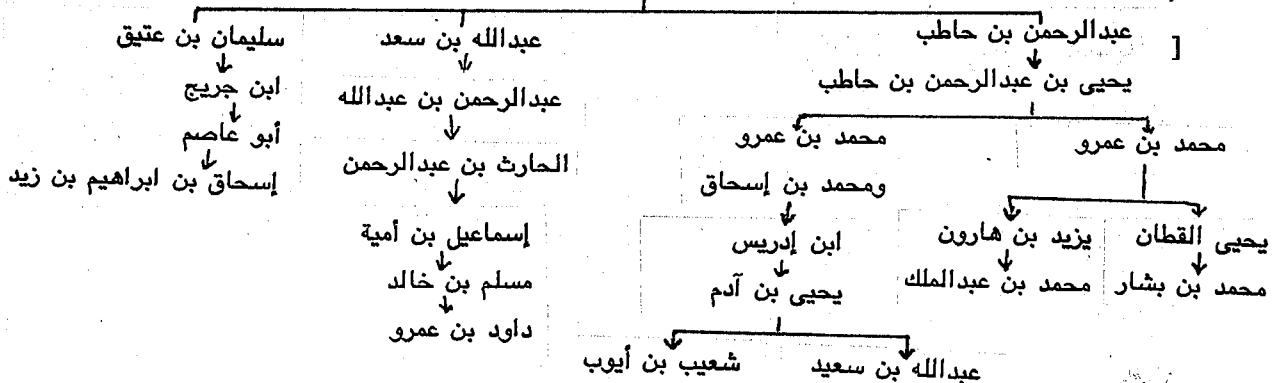 عبدالرحمن بن حاطب عبدالله بن سعد سليمان بن عتيق
[ يحيى بن عبدالرحمن بن حاطب عبدالرحمن بن عبدالله ابن جريج
محمد بن عمرو محمد بن عمرو الحارث بن عبدالرحمن أبو عاصم
ومحمد بن إسحاق إسحاق بن ابراهيم بن زيد
يحيى القطان يزيد بن هارون ابن إدريس إسماعيل بن أمية
محمد بن بشار محمد بن عبدالملك يحيى بن آدم مسلم بن خالد
داود بن عمرو
عبدالله بن سعيد شعيب بن أيوب